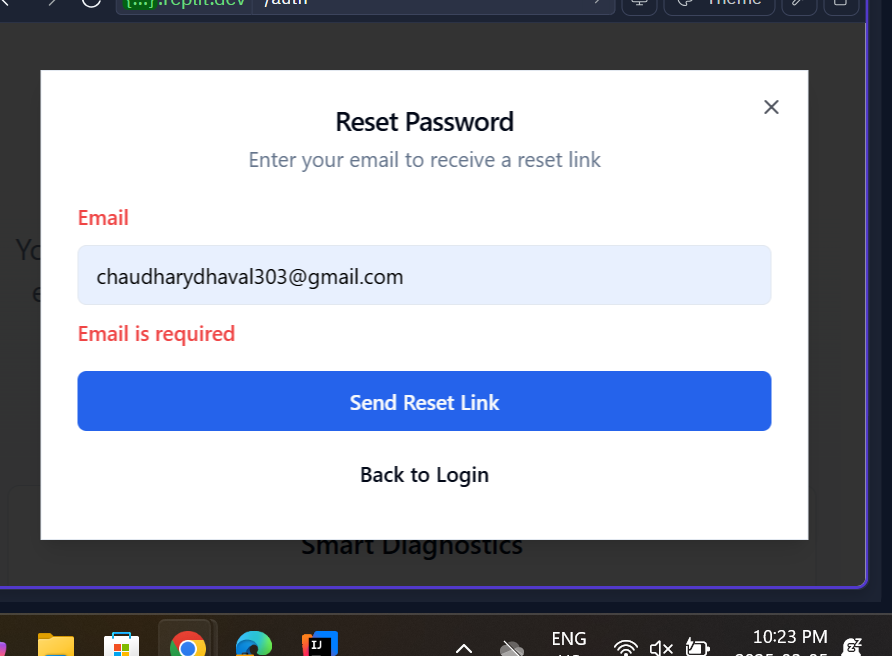 {...}.replit.dev /auth Theme
Reset Password
Enter your email to receive a reset link
Email
chaudharydhaval303@gmail.com
Email is required
Send Reset Link
Back to Login
Smart Diagnostics
IJ
ENG
10:23 PM